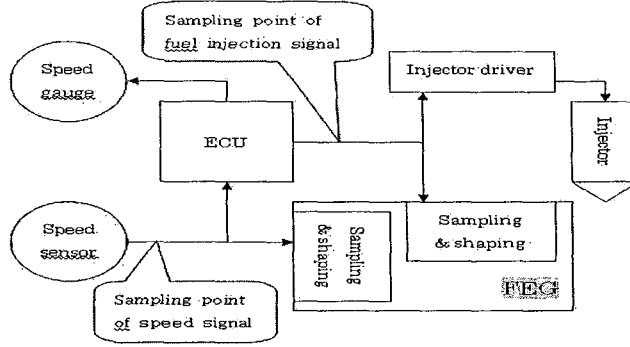 Sampling point of
fuel injection signal
Speed
gauge
Injector driver
ECU
Injector
Speed
sensor
Sampling
& shaping
Sampling
& shaping
FEG
Sampling point
of speed signal